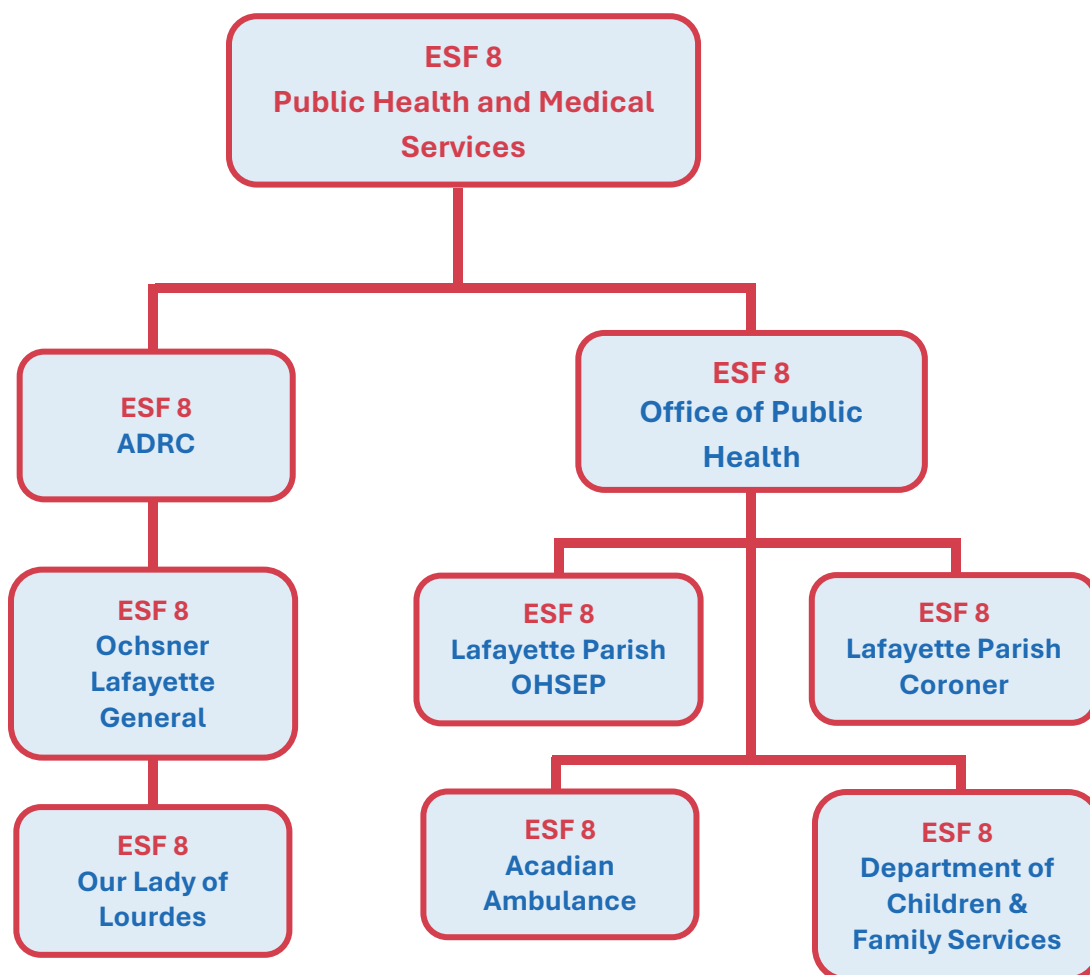 ESF 8
Public Health and Medical
Services
ESF 8
ADRC
ESF 8
Office of Public
Health
ESF 8
Ochsner
Lafayette
General
ESF 8
Lafayette Parish
OHSEP
ESF 8
Lafayette Parish
Coroner
ESF 8
Our Lady of
Lourdes
ESF 8
Acadian
Ambulance
ESF 8
Department of
Children &
Family Services